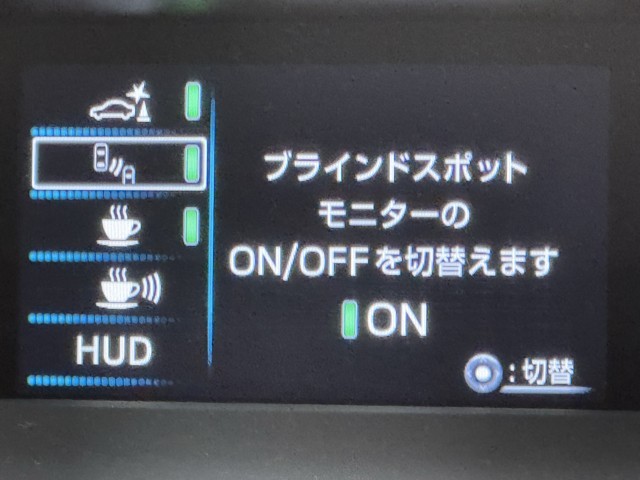 ブラインドスポット
モニターの
ON/OFFを切替えます
ON
HUD
:切替